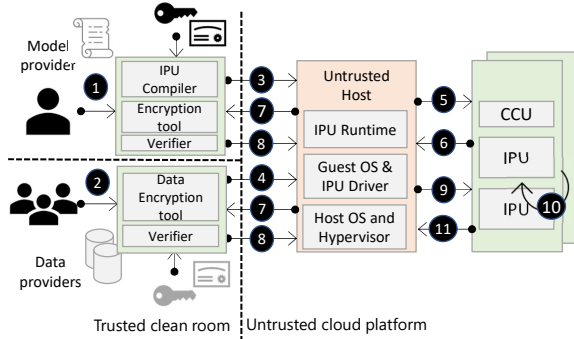 Model
provider
1
IPU
Compiler
Encryption
tool
Verifier
3
7
8
Untrusted
Host
IPU Runtime
Guest OS &
IPU Driver
Host OS and
Hypervisor
5
6
9
11
CCU
IPU
IPU
10
2
Data
Encryption
tool
Verifier
4
7
8
Data
providers
Trusted clean room
Untrusted cloud platform